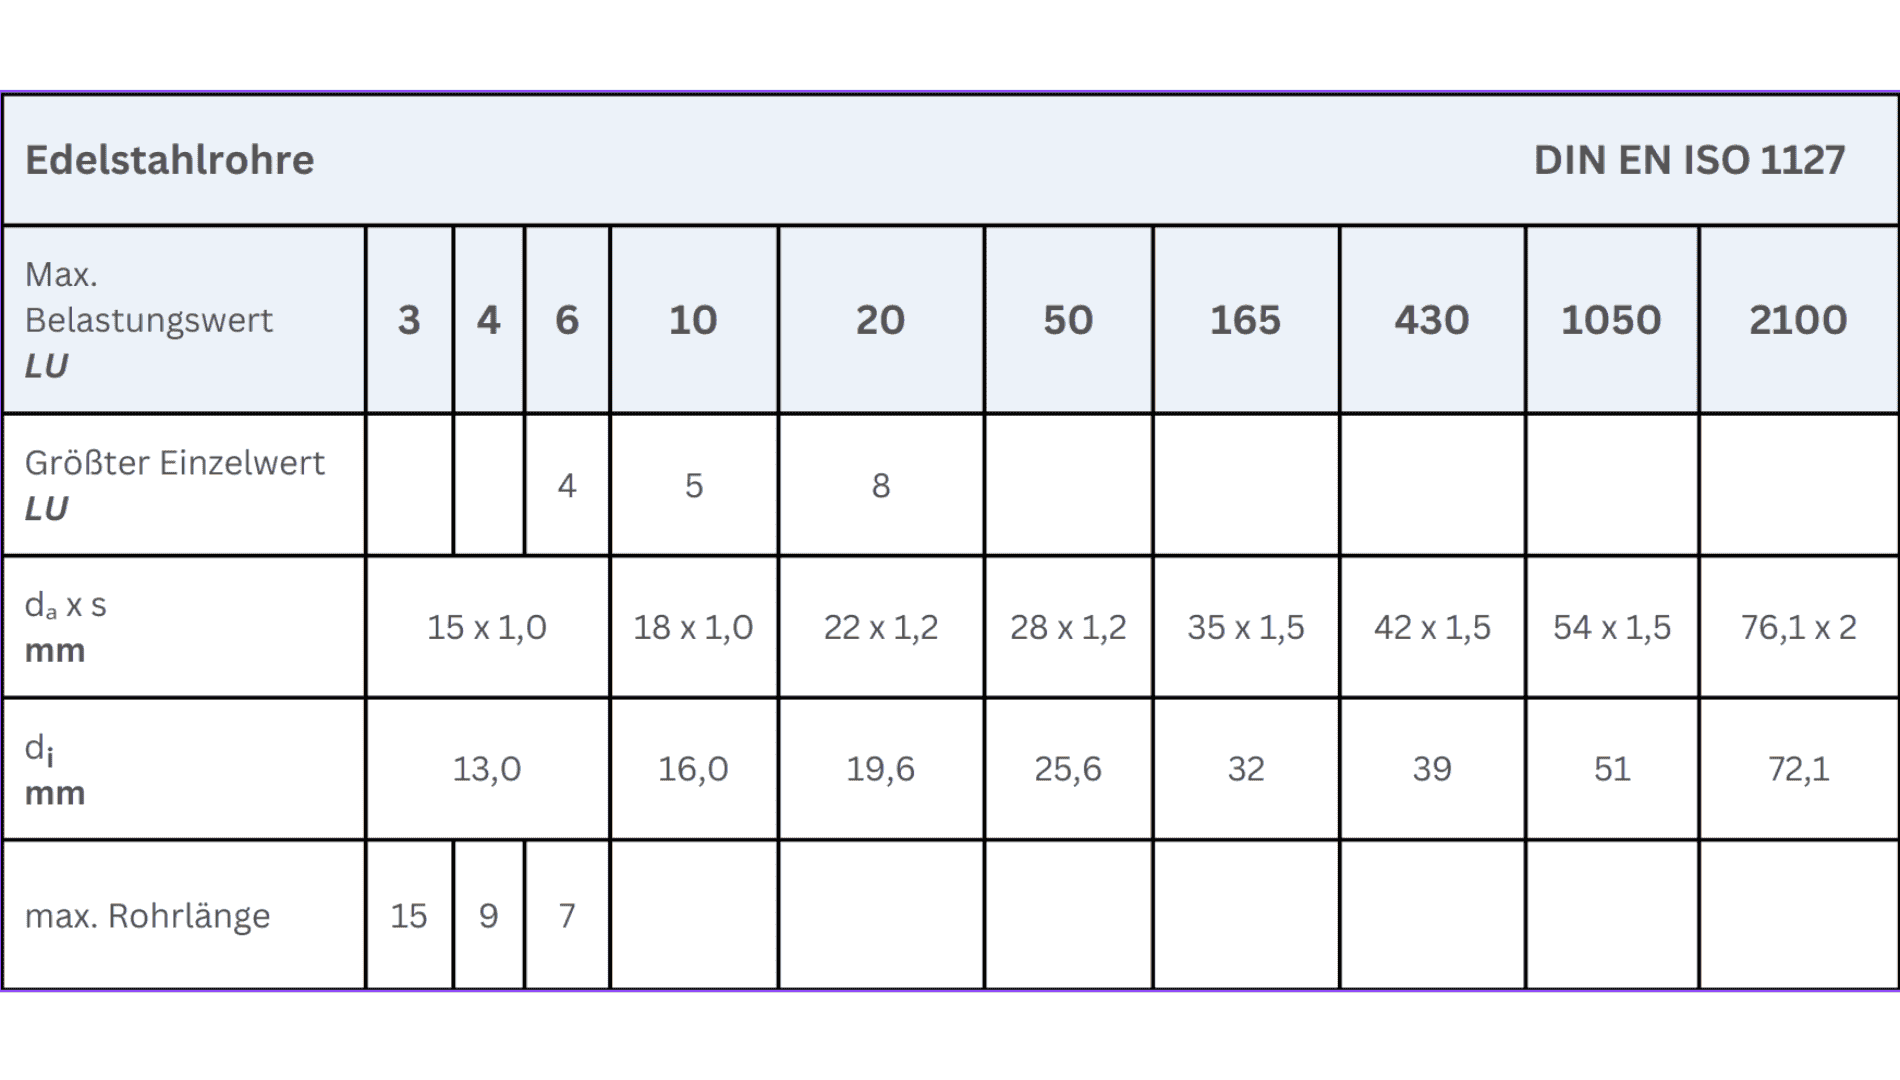 Edelstahlrohre DIN EN ISO 1127
Max.
Belastungswert
LU
3 4 6 10 20 50 165 430 1050 2100
Größter Einzelwert
LU
4 5 8
dₐ x s
mm
15 x 1,0 18 x 1,0 22 x 1,2 28 x 1,2 35 x 1,5 42 x 1,5 54 x 1,5 76,1 x 2
dᵢ
mm
13,0 16,0 19,6 25,6 32 39 51 72,1
max. Rohrlänge 15 9 7